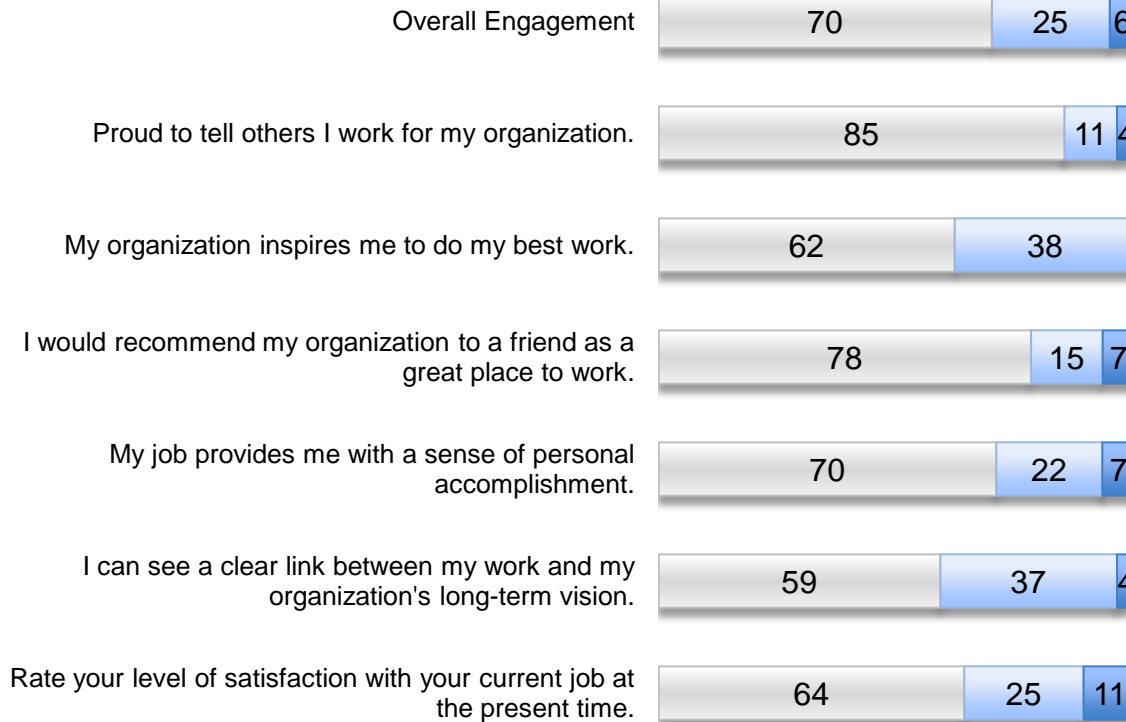 Overall Engagement 70 25 6
Proud to tell others I work for my organization. 85 11 4
My organization inspires me to do my best work. 62 38
I would recommend my organization to a friend as a
great place to work. 78 15 7
My job provides me with a sense of personal
accomplishment. 70 22 7
I can see a clear link between my work and my
organization's long-term vision. 59 37 4
Rate your level of satisfaction with your current job at
the present time. 64 25 11